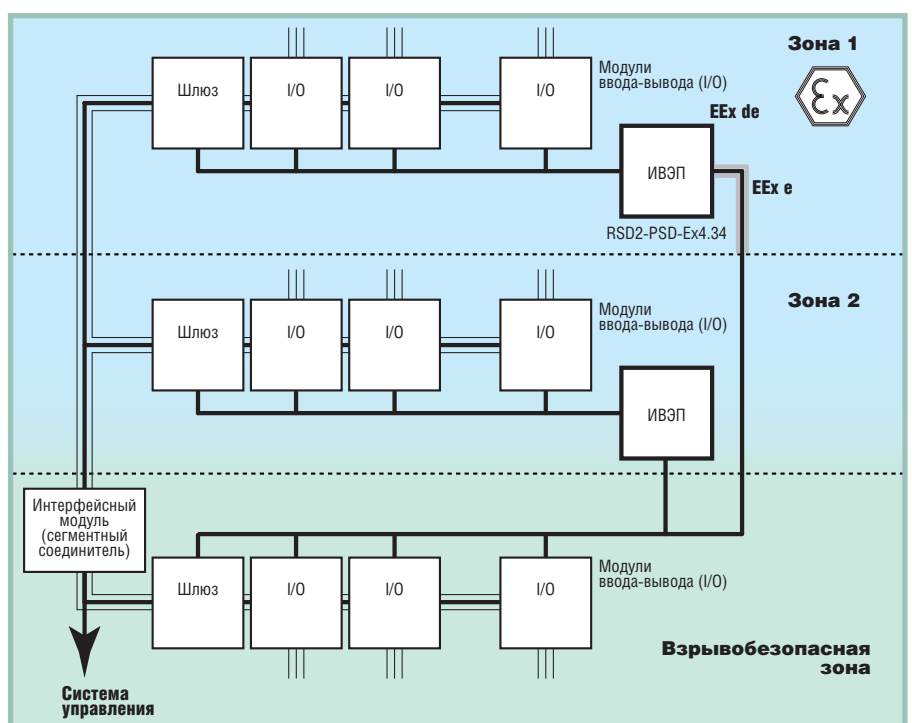 Зона 1
Шлюз
I/O
I/O
I/O
Модули
ввода-вывода (I/O)
Ex
EEx de
ИВЭП
EEx e
RSD2-PSD-Ex4.34
Зона 2
Шлюз
I/O
I/O
I/O
Модули
ввода-вывода (I/O)
ИВЭП
Интерфейсный
модуль
(сегментный
соединитель)
Шлюз
I/O
I/O
I/O
Модули
ввода-вывода (I/O)
Взрывобезопасная
зона
Система
управления